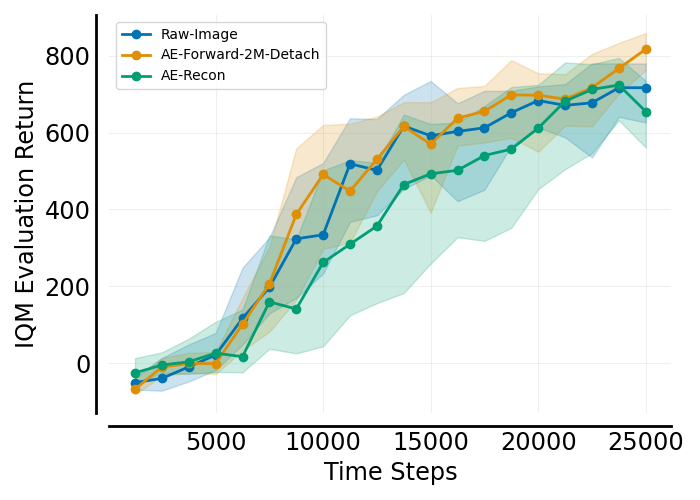 Raw-Image
AE-Forward-2M-Detach
AE-Recon
IQM Evaluation Return
800
600
400
200
0
5000
10000
15000
20000
25000
Time Steps